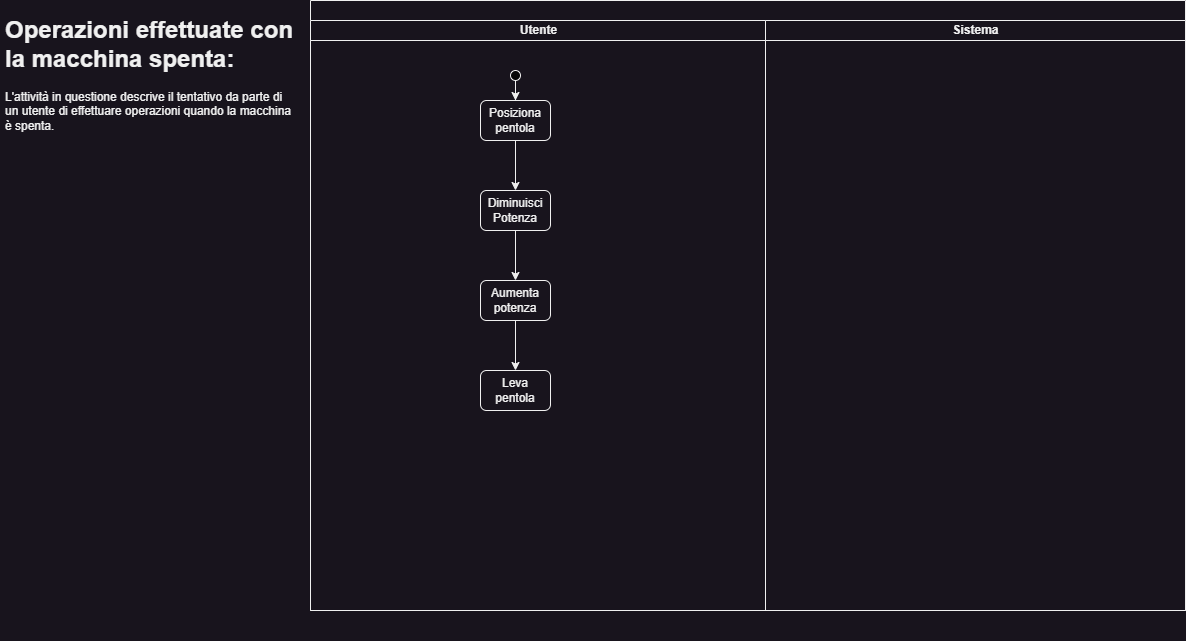 Operazioni effettuate con
la macchina spenta:
L'attività in questione descrive il tentativo da parte di
un utente di effettuare operazioni quando la macchina
è spenta.
Utente
Sistema
Posiziona
pentola
Diminuisci
Potenza
Aumenta
potenza
Leva
pentola